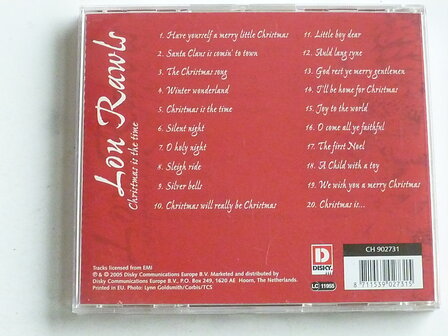 Lou Rawls
Christmas is the time
1. Have yourself a merry little Christmas
2. Santa Claus is comin' to town
3. The Christmas song
4. Winter wonderland
5. Christmas is the time
6. Silent night
7. O holy night
8. Sleigh ride
9. Silver bells
10. Christmas will really be Christmas
11. Little boy dear
12. Auld lang syne
13. God rest ye merry gentlemen
14. I'll be home for Christmas
15. Joy to the world
16. O come all ye faithful
17. The first Noel
18. A Child with a toy
19. We wish you a merry Christmas
20. Christmas is...
Tracks licensed from EMI
℗ & © 2005 Disky Communications Europe B.V. Marketed and distributed by
Disky Communications Europe B.V., P.O. Box 249, 1620 AE Hoorn, The Netherlands.
Printed in EU. Photo: Lynn Goldsmith/Corbis/TCS
D
DISKY
LC 11955
CH 902731
8 711539 027315